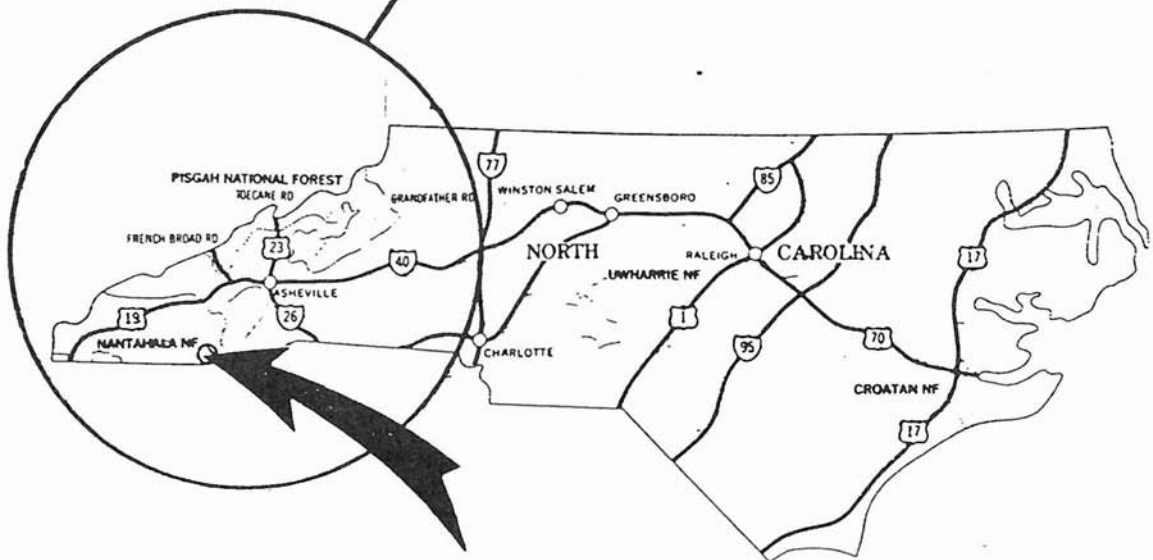 PISGAH NATIONAL FOREST
TOECANE RD
GRANDFATHER RD
FRENCH BROAD RD
23
77
WINSTON SALEM
GREENSBORO
85
40
NORTH
CAROLINA
RALEIGH
UWHARRIE NF
17
ASHEVILLE
19
26
NANTAHALA NF
CHARLOTTE
1
95
70
CROATAN NF
17